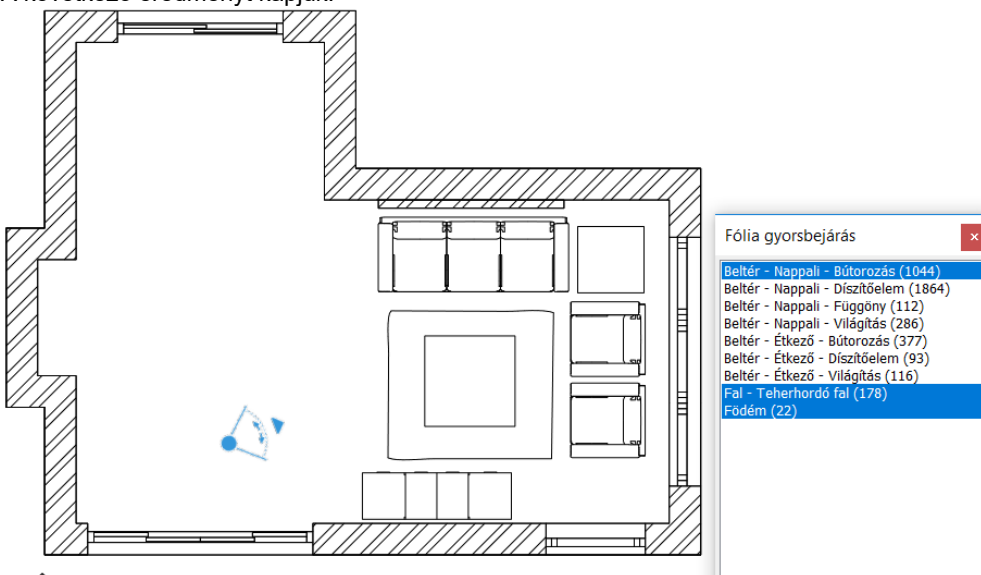 Fólia gyorsbejárás
Beltér - Nappali - Bútorozás (1044)
Beltér - Nappali - Díszítőelem (1864)
Beltér - Nappali - Függöny (112)
Beltér - Nappali - Világítás (286)
Beltér - Étkező - Bútorozás (377)
Beltér - Étkező - Díszítőelem (93)
Beltér - Étkező - Világítás (116)
Fal - Teherhordó fal (178)
Födém (22)